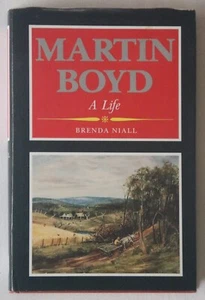 MARTIN
BOYD
A Life
BRENDA NIALL